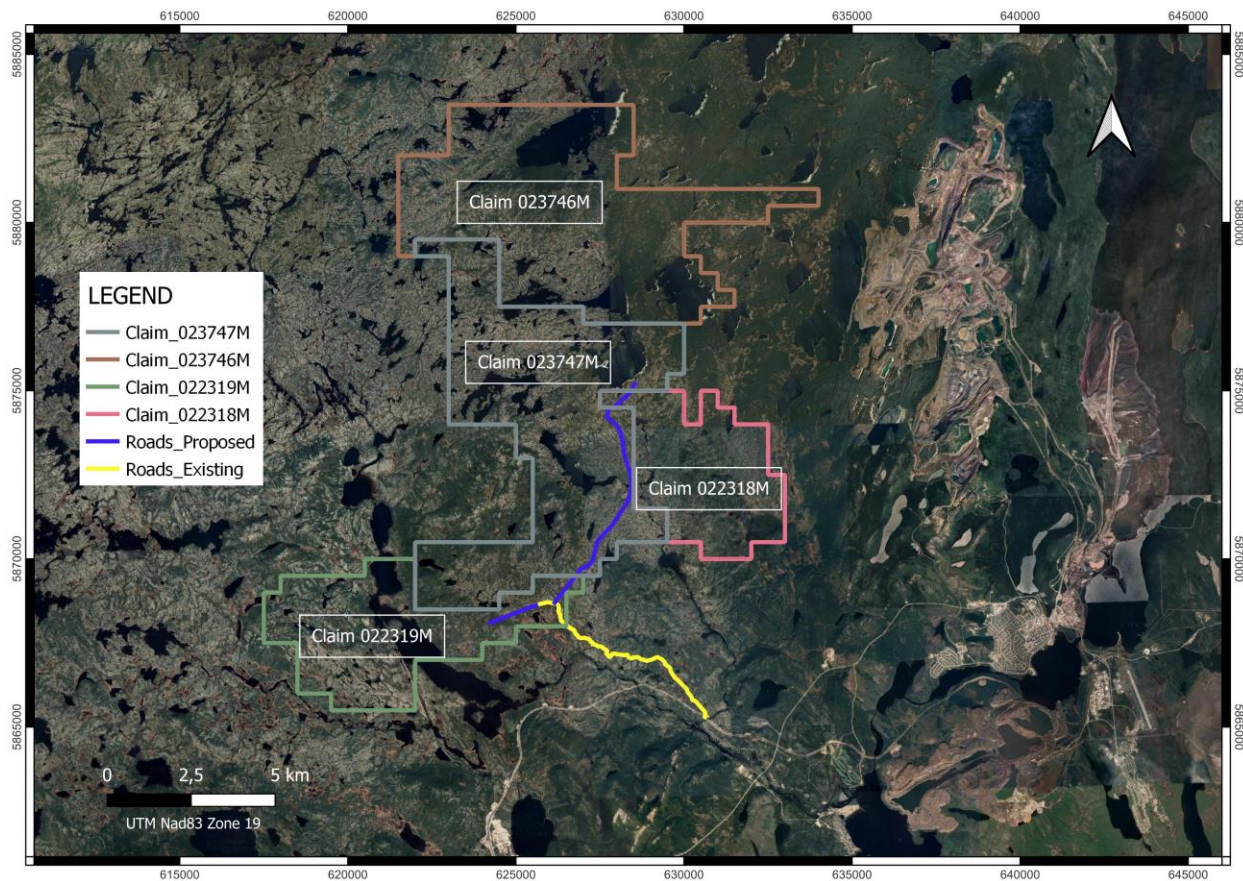 615000 620000 625000 630000 635000 640000 645000
5885000 5885000
Claim 023746M
5880000 5880000
LEGEND
Claim_023747M
Claim_023746M
Claim_022319M
Claim_022318M
Roads_Proposed
Roads_Existing
Claim 023747M
5875000 5875000
Claim 022318M
5870000 5870000
Claim 022319M
5865000 5865000
0 2,5 5 km
UTM Nad83 Zone 19
615000 620000 625000 630000 635000 640000 645000